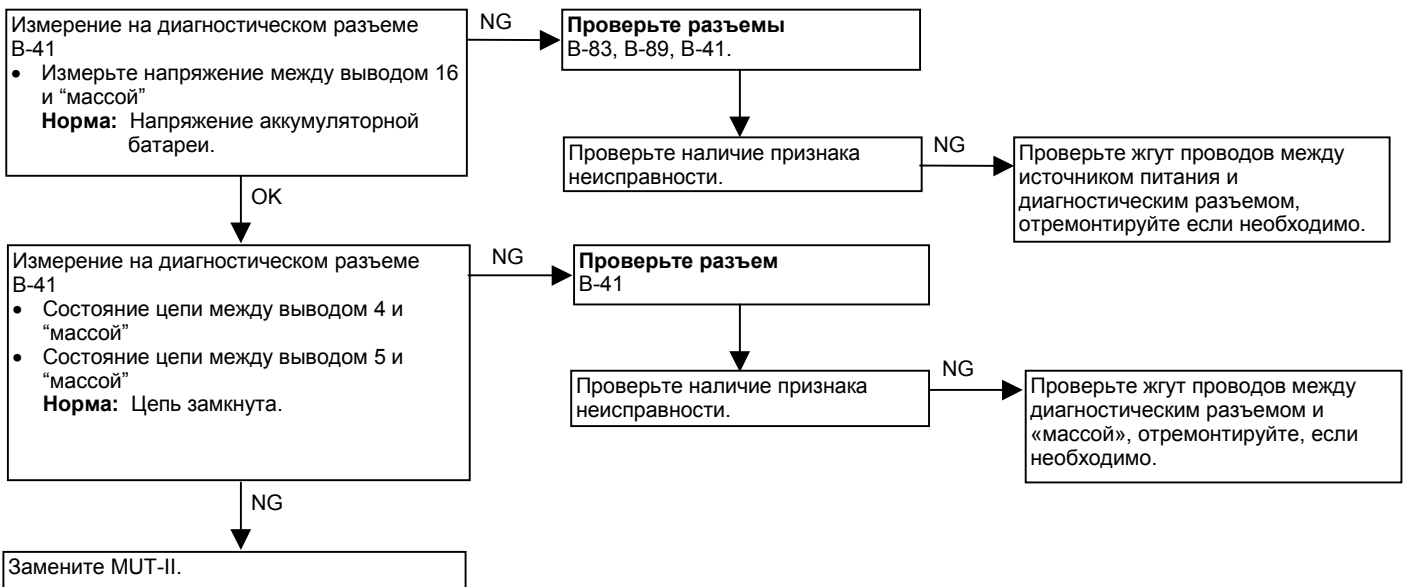 Измерение на диагностическом разъеме
B-41
• Измерьте напряжение между выводом 16
и “массой”
Норма: Напряжение аккумуляторной
батареи.
NG
Проверьте разъемы
B-83, B-89, B-41.
Проверьте наличие признака
неисправности.
NG
Проверьте жгут проводов между
источником питания и
диагностическим разъемом,
отремонтируйте если необходимо.
OK
Измерение на диагностическом разъеме
B-41
• Состояние цепи между выводом 4 и
“массой”
• Состояние цепи между выводом 5 и
“массой”
Норма: Цепь замкнута.
NG
Проверьте разъем
B-41
Проверьте наличие признака
неисправности.
NG
Проверьте жгут проводов между
диагностическим разъемом и
«массой», отремонтируйте, если
необходимо.
NG
Замените MUT-II.